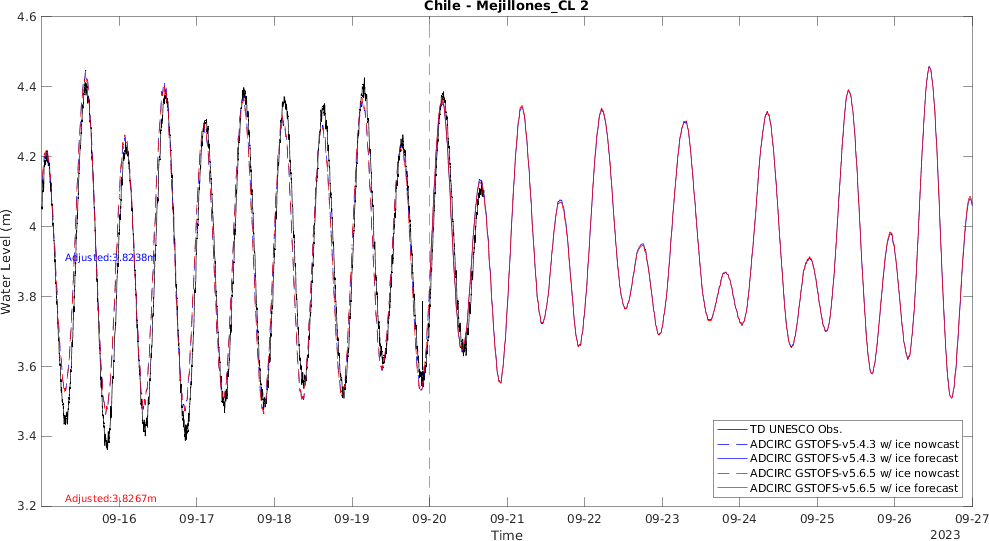 Chile - Mejillones_CL 2
4.6
4.4
4.2
4
3.8
3.6
3.4
3.2
Water Level (m)
Adjusted:3.8238m
Adjusted:3.8267m
TD UNESCO Obs.
ADCIRC GSTOFS-v5.4.3 w/ ice nowcast
ADCIRC GSTOFS-v5.4.3 w/ ice forecast
ADCIRC GSTOFS-v5.6.5 w/ ice nowcast
ADCIRC GSTOFS-v5.6.5 w/ ice forecast
09-16 09-17 09-18 09-19 09-20 09-21 09-22 09-23 09-24 09-25 09-26 09-27
Time
2023